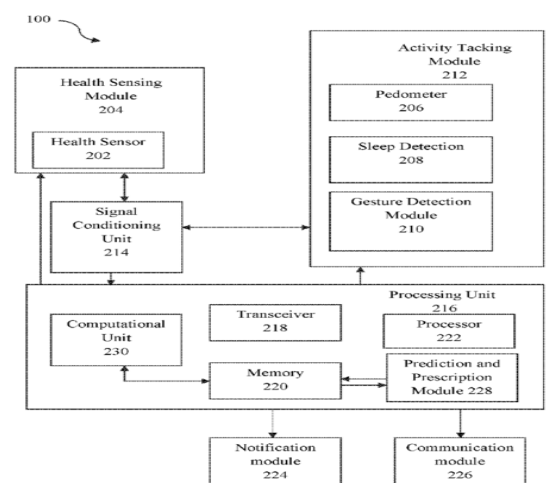 100
Health Sensing
Module
204
Health Sensor
202
Activity Tacking
Module
212
Pedometer
206
Sleep Detection
208
Gesture Detection
Module
210
Signal
Conditioning
Unit
214
Processing Unit
216
Computational
Unit
230
Transceiver
218
Processor
222
Memory
220
Prediction and
Prescription
Module 228
Notification
module
224
Communication
module
226